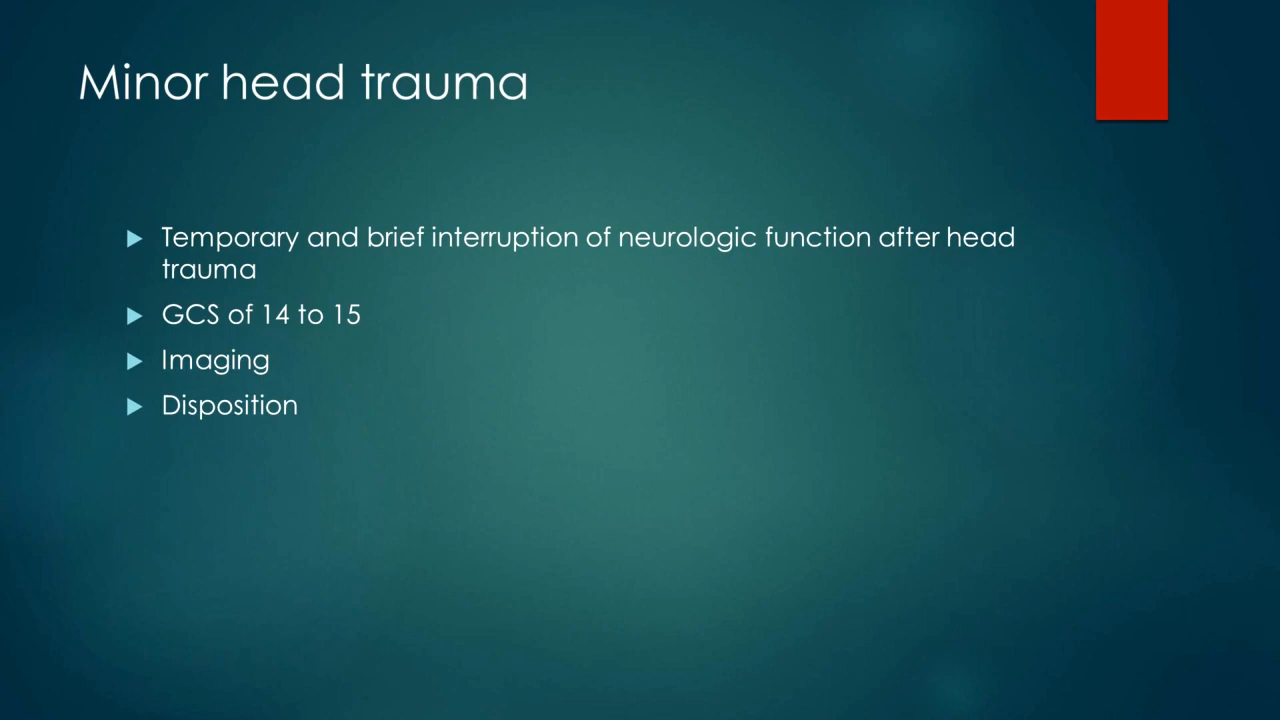 Minor head trauma
Temporary and brief interruption of neurologic function after head
trauma
GCS of 14 to 15
Imaging
Disposition